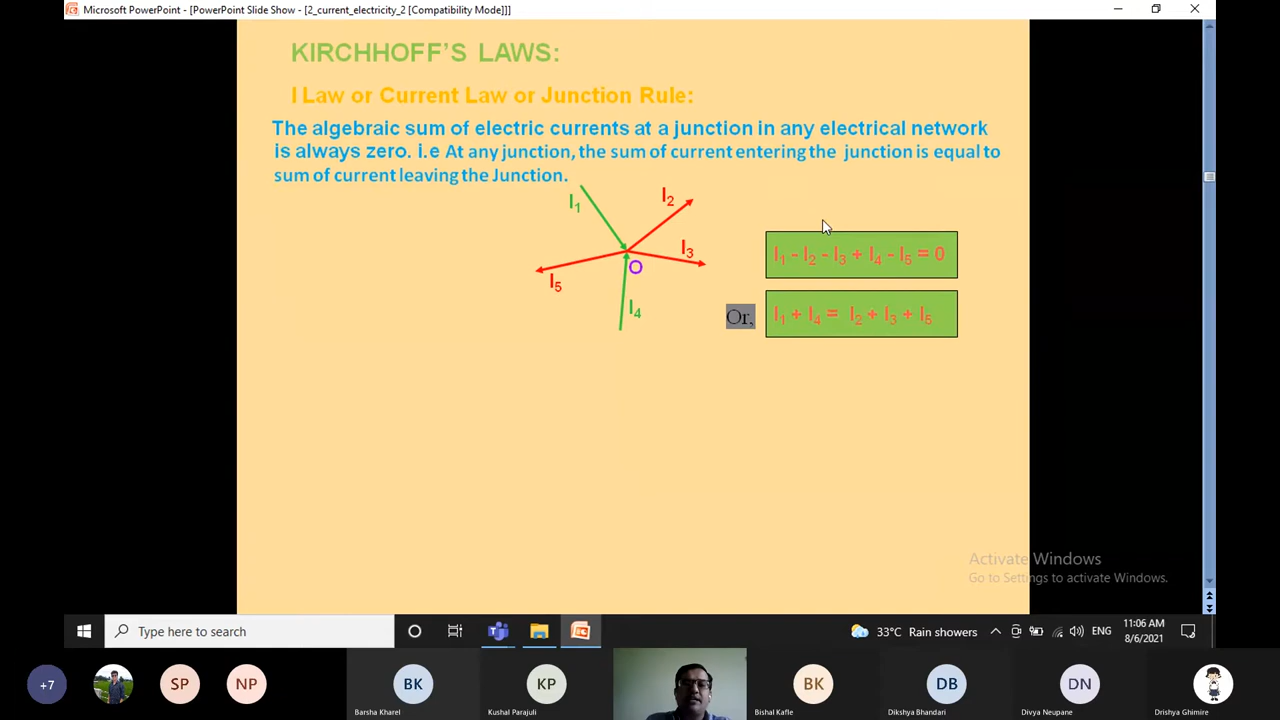 Microsoft PowerPoint - [PowerPoint Slide Show - [2_current_electricity_2 [Compatibility Mode]]]
KIRCHHOFF'S LAWS:
I Law or Current Law or Junction Rule:
The algebraic sum of electric currents at a junction in any electrical network
is always zero. i.e At any junction, the sum of current entering the junction is equal to
sum of current leaving the Junction.
I1
I2
I3
O
I5
I4
I1 - I2 - I3 + I4 - I5 = 0
Or,
I1 + I4 = I2 + I3 + I5
Activate Windows
Go to Settings to activate Windows.
Type here to search
33°C Rain showers
ENG
11:06 AM
8/6/2021
+7
SP
NP
BK
Barsha Kharel
KP
Kushal Parajuli
BK
Bishal Kafle
DB
Dikshya Bhandari
DN
Divya Neupane
Drishya Ghimire